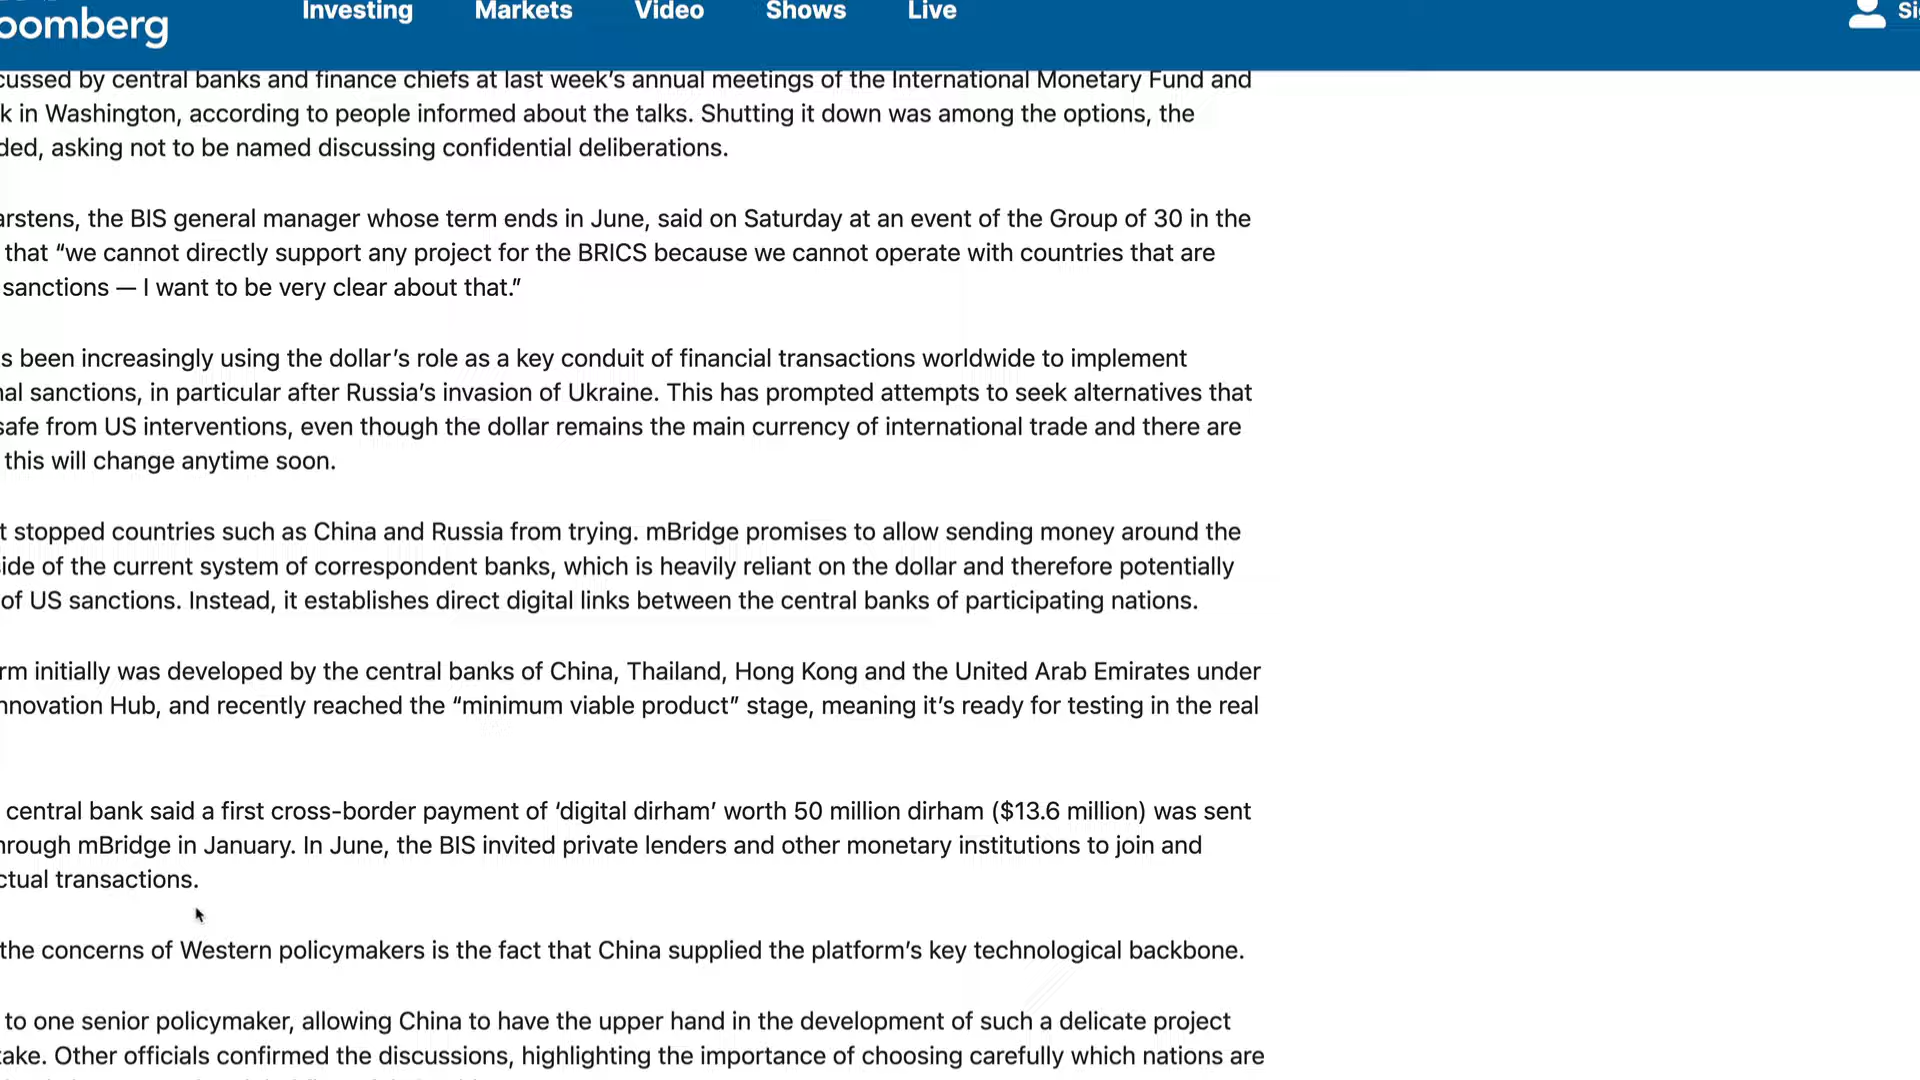 oomberg
Investing Markets Video Shows Live
cussed by central banks and finance chiefs at last week’s annual meetings of the International Monetary Fund and
k in Washington, according to people informed about the talks. Shutting it down was among the options, the
ded, asking not to be named discussing confidential deliberations.
arstens, the BIS general manager whose term ends in June, said on Saturday at an event of the Group of 30 in the
that “we cannot directly support any project for the BRICS because we cannot operate with countries that are
sanctions — I want to be very clear about that.”
s been increasingly using the dollar’s role as a key conduit of financial transactions worldwide to implement
nal sanctions, in particular after Russia’s invasion of Ukraine. This has prompted attempts to seek alternatives that
safe from US interventions, even though the dollar remains the main currency of international trade and there are
this will change anytime soon.
t stopped countries such as China and Russia from trying. mBridge promises to allow sending money around the
ide of the current system of correspondent banks, which is heavily reliant on the dollar and therefore potentially
of US sanctions. Instead, it establishes direct digital links between the central banks of participating nations.
rm initially was developed by the central banks of China, Thailand, Hong Kong and the United Arab Emirates under
nnovation Hub, and recently reached the “minimum viable product” stage, meaning it’s ready for testing in the real
central bank said a first cross-border payment of ‘digital dirham’ worth 50 million dirham ($13.6 million) was sent
hrough mBridge in January. In June, the BIS invited private lenders and other monetary institutions to join and
ctual transactions.
the concerns of Western policymakers is the fact that China supplied the platform’s key technological backbone.
to one senior policymaker, allowing China to have the upper hand in the development of such a delicate project
take. Other officials confirmed the discussions, highlighting the importance of choosing carefully which nations are